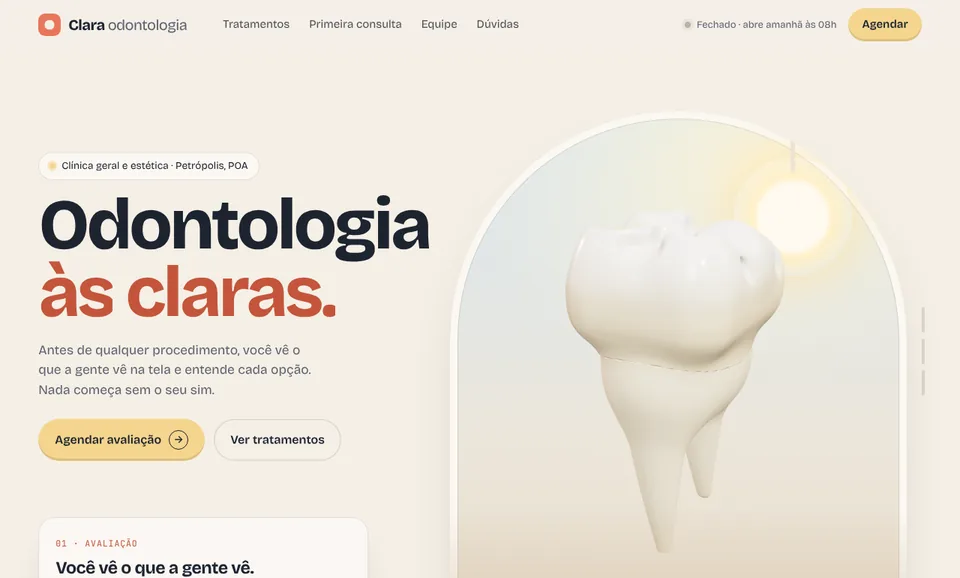 Clara odontologia
Tratamentos
Primeira consulta
Equipe
Dúvidas
Fechado · abre amanhã às 08h
Agendar
Clínica geral e estética · Petrópolis, POA
Odontologia
às claras.
Antes de qualquer procedimento, você vê o
que a gente vê na tela e entende cada opção.
Nada começa sem o seu sim.
Agendar avaliação
Ver tratamentos
01 · AVALIAÇÃO
Você vê o que a gente vê.